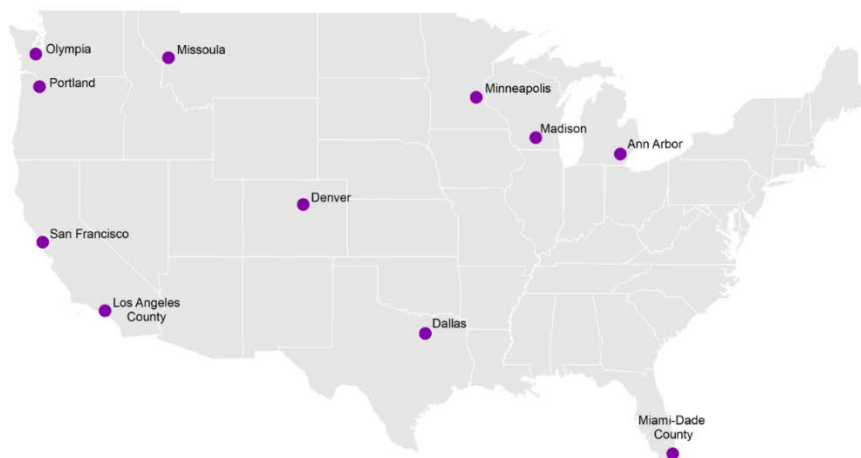 Olympia
Missoula
Portland
Minneapolis
Madison
Ann Arbor
Denver
San Francisco
Los Angeles
County
Dallas
Miami-Dade
County